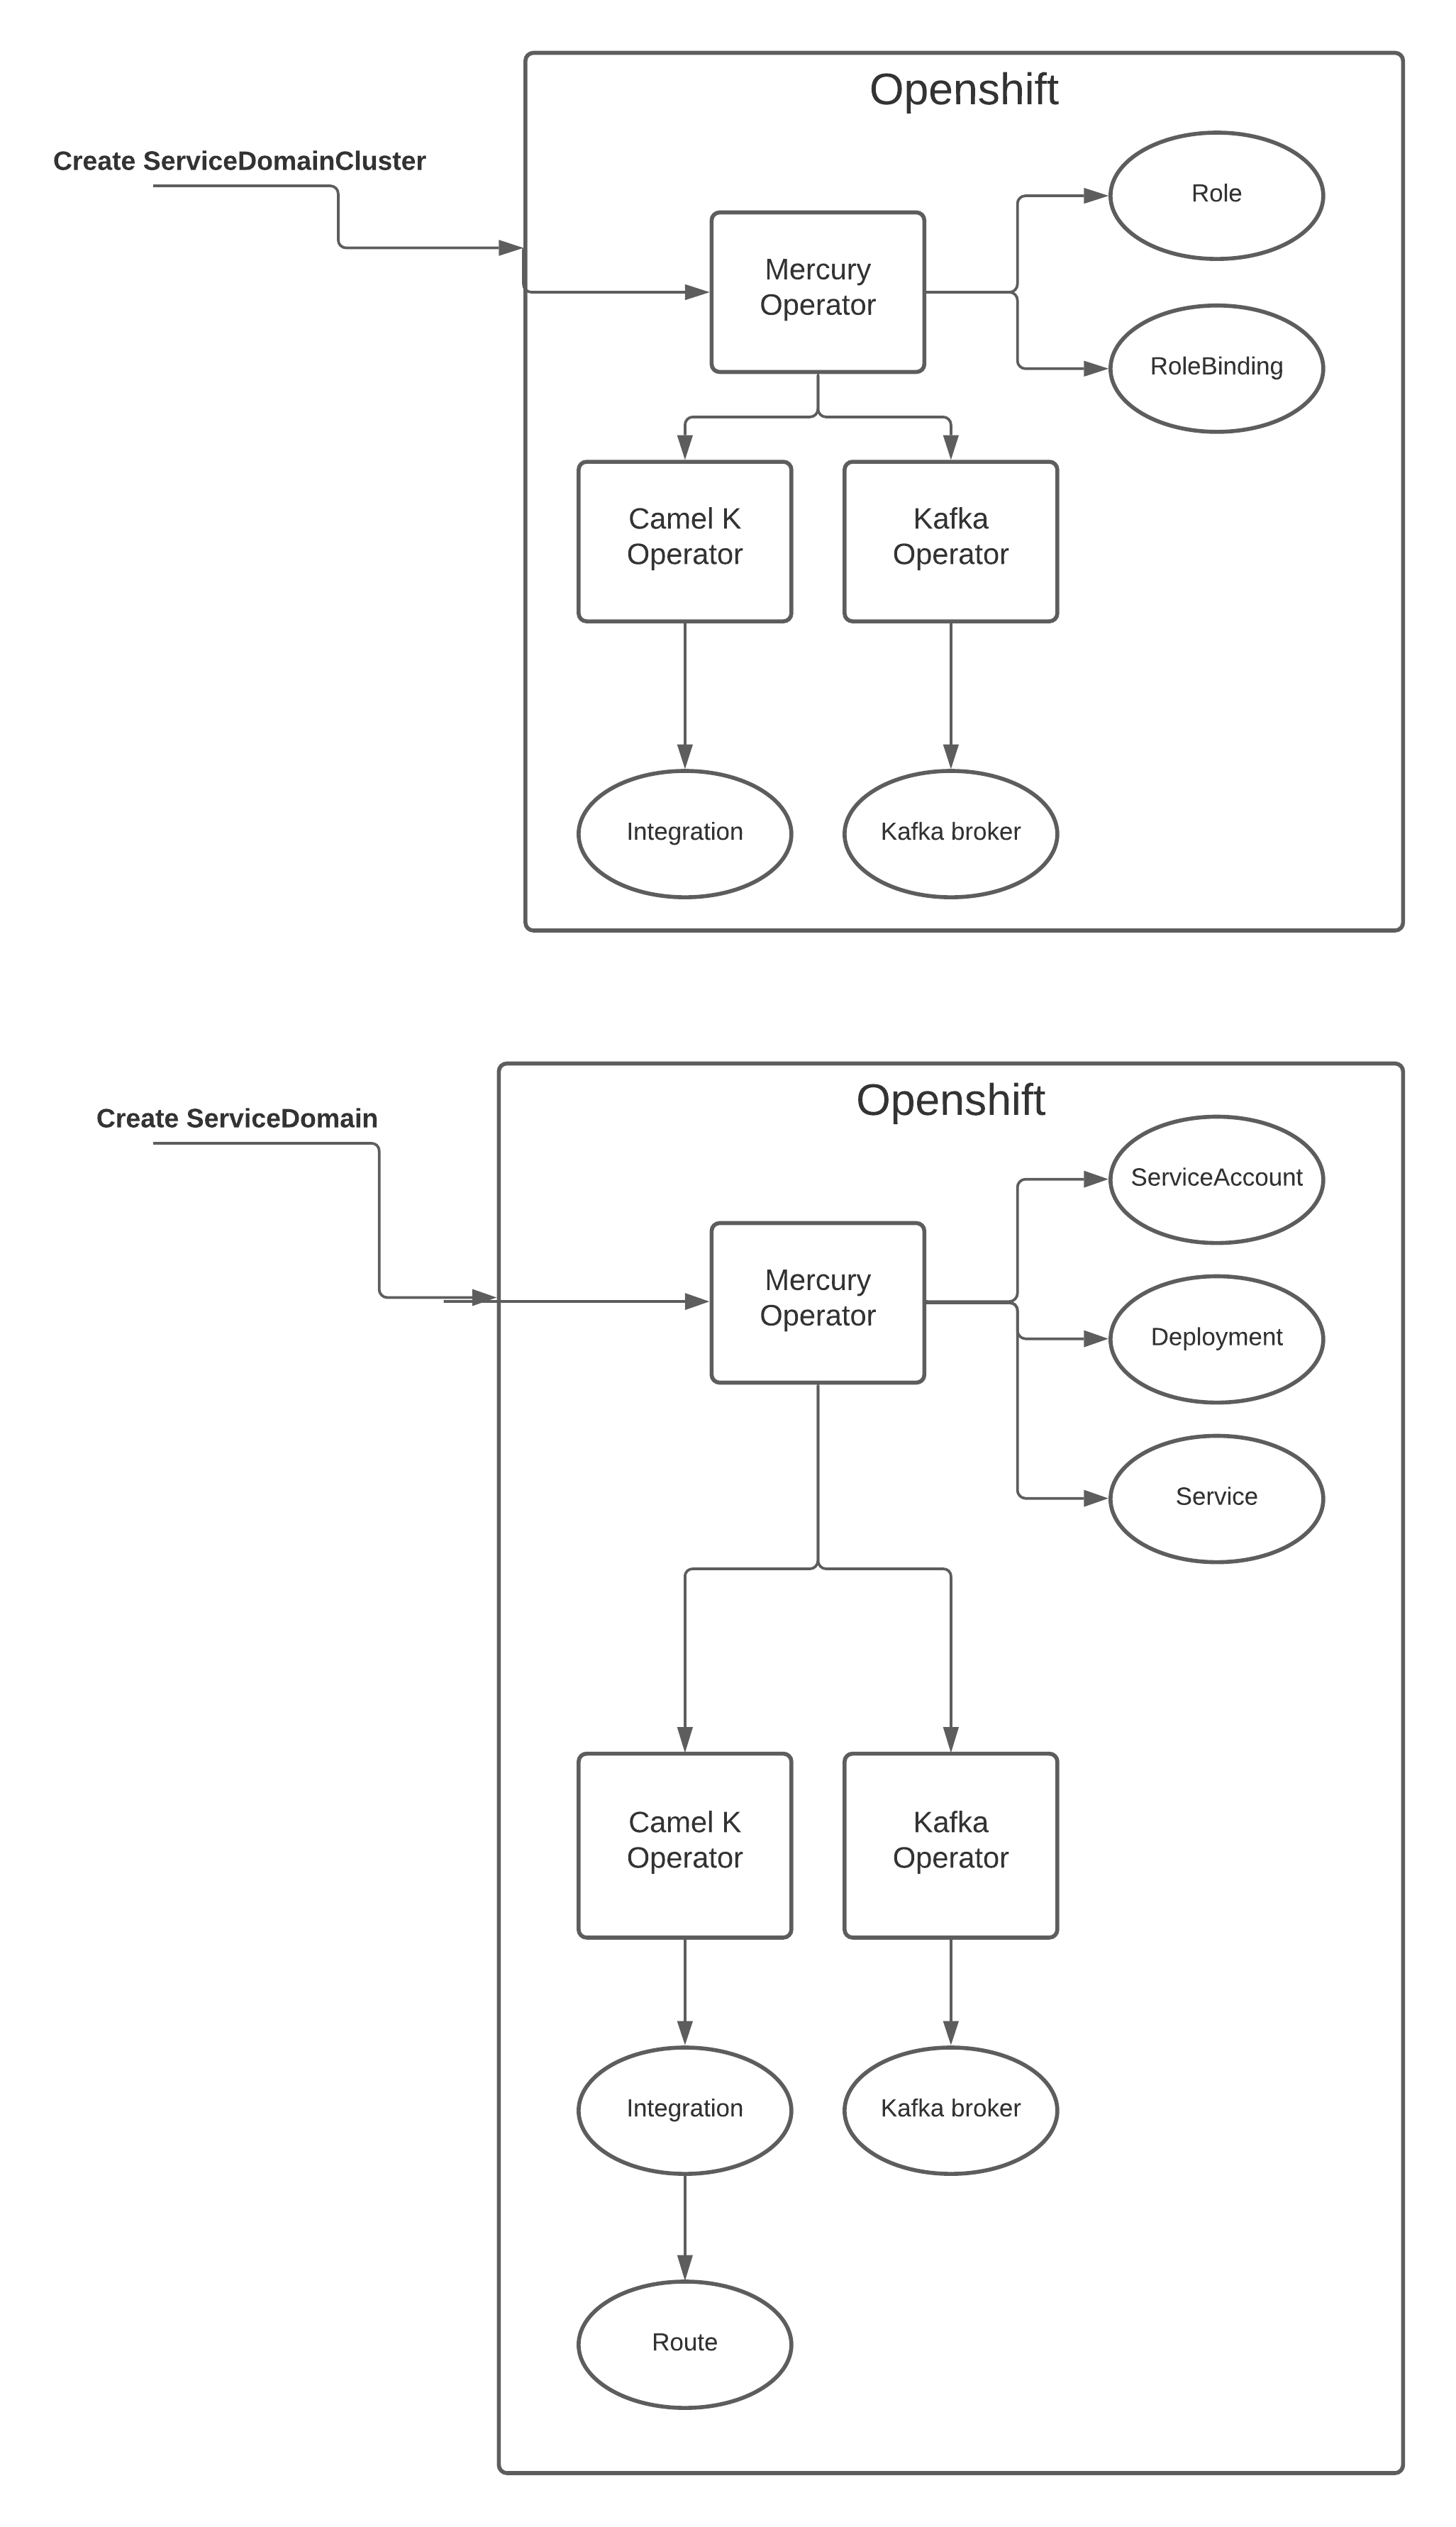 Openshift
Create ServiceDomainCluster
Role
Mercury
Operator
RoleBinding
Camel K
Operator
Kafka
Operator
Integration
Kafka broker
Openshift
Create ServiceDomain
ServiceAccount
Mercury
Operator
Deployment
Service
Camel K
Operator
Kafka
Operator
Integration
Kafka broker
Route